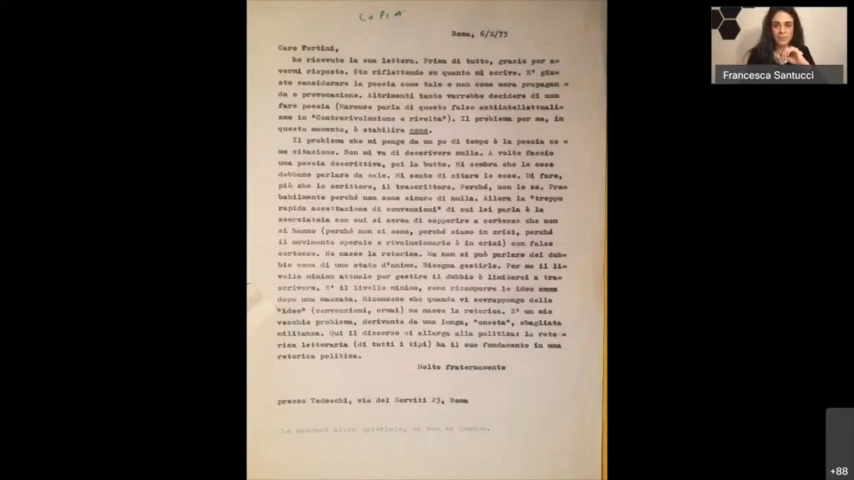 COPIA
Roma, 6/X/73
Caro Fortini,
ho ricevuto la sua lettera. Prima di tutto, grazie per a=
vermi risposto. Sto riflettendo su quanto mi scrive. E' giu=
sto considerare la poesia come tale e non come mera propagan=
da o provocazione. Altrimenti tanto varrebbe decidere di non
fare poesia (Marcuse parla di questo falso antiintellettuali=
smo in "Controrivoluzione e rivolta"). Il problema per me, in
questo momento, è stabilire come.
Il problema che mi pongo da un po di tempo è la poesia co =
me citazione. Non mi va di descrivere nulla. A volte faccio
una poesia descrittiva, poi la butto. Mi sembra che le cose
debbano parlare da sole. Mi sento di citare le cose. Di fare,
più che lo scrittore, il trascrittore. Perché, non lo so. Pro=
babilmente perché non sono sicuro di nulla. Allora la "troppo
rapida accettazione di convenzioni" di cui lei parla è la
scorciatoia con cui si cerca di sopperire a certezze che non
si hanno (perché non ci sono, perché siamo in crisi, perché
il movimento operaio e rivoluzionario è in crisi) con false
certezze. Ne nasce la retorica. Ma non si può parlare del dub=
bio come di uno stato d'animo. Bisogna gestirlo. Per me il li=
vello minimo attuale per gestire il dubbio è limitarsi a tra=
scrivere. E' il livello minimo, come ricomporre le idee
dopo una mazzata. Riconosco che quando vi sovrappongo delle
"idee" (convenzioni, armai) ne nasce la retorica. E' un mio
vecchio problema, derivante da una lunga, "onesta", sbagliata
militanza. Qui il discorso si allarga alla politica: la reto =
rica letteraria (di tutti i tipi) ha il suo fondamento in una
retorica politica.
Molto fraternamente
presso Tedeschi, via dei Serviti 23, Roma
Le manderò altro materiale, se non se
Francesca Santucci
+88